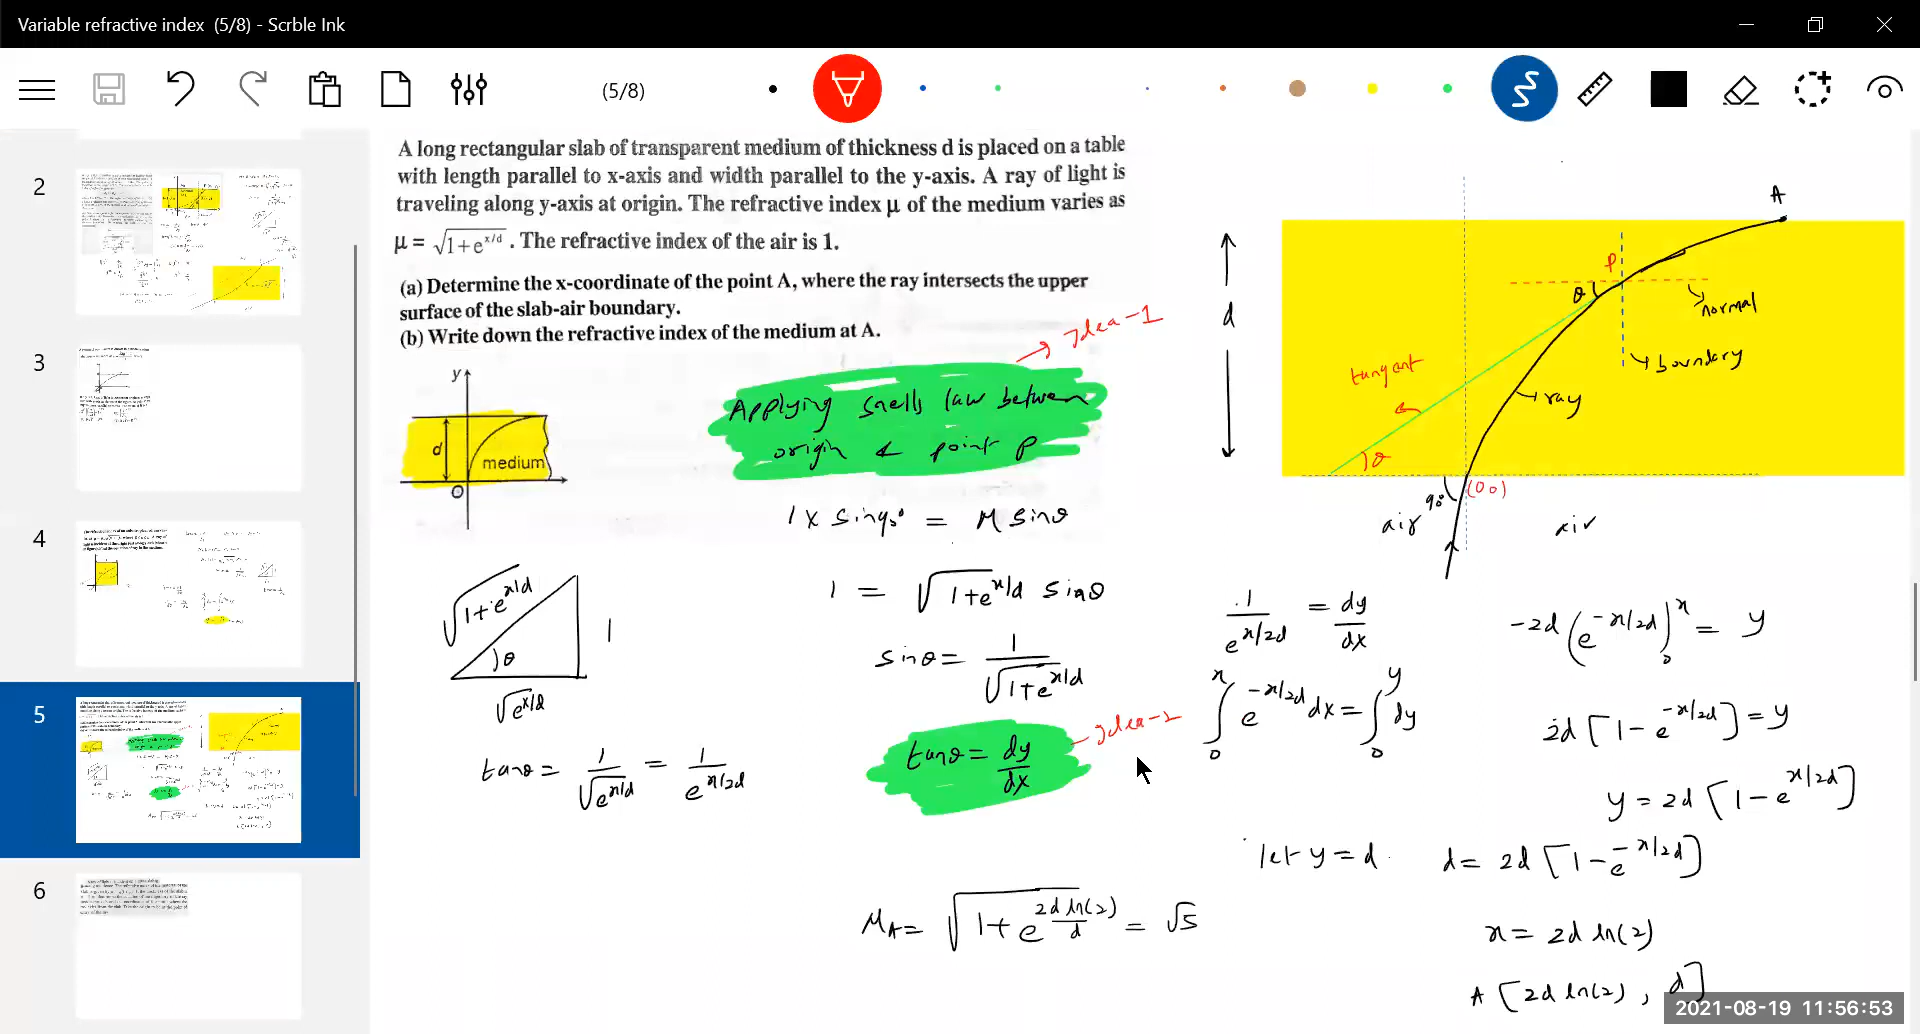 Variable refractive index (5/8) - Scrble Ink
(5/8)
2
3
4
5
6
A long rectangular slab of transparent medium of thickness d is placed on a table
with length parallel to x-axis and width parallel to the y-axis. A ray of light is
traveling along y-axis at origin. The refractive index μ of the medium varies as
μ = √(1+e^(x/d)). The refractive index of the air is 1.
(a) Determine the x-coordinate of the point A, where the ray intersects the upper
surface of the slab-air boundary.
(b) Write down the refractive index of the medium at A.
y
d
medium
O
→ Idea-1
Applying snells law between
origin & point P
1 × sin90° = μ sinθ
1 = √(1+e^(x/d)) sinθ
sinθ = 1/√(1+e^(x/d))
√(1+e^(x/d))
1
θ
√e^(x/d)
tanθ = 1/√e^(x/d) = 1/e^(x/2d)
tanθ = dy/dx
Idea-2
μA = √(1+e^(2d ln(2)/d)) = √5
A
d
P
θ
normal
boundary
tangent
ray
θ
90°
(00)
air
air
1/e^(x/2d) = dy/dx
∫₀^x e^(-x/2d) dx = ∫₀^y dy
-2d (e^(-x/2d))₀^x = y
2d [1 - e^(-x/2d)] = y
y = 2d [1 - e^(x/2d)]
let y = d.
d = 2d [1 - e^(-x/2d)]
x = 2d ln(2)
A [2d ln(2), d]
2021-08-19 11:56:53